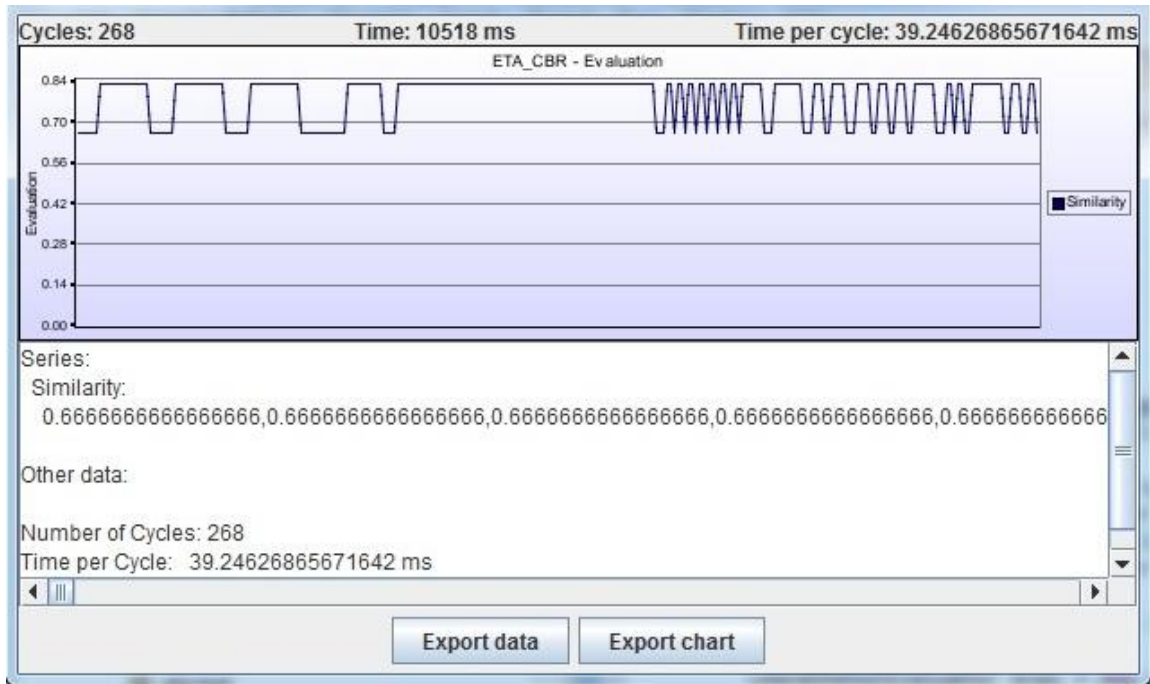 Cycles: 268 Time: 10518 ms Time per cycle: 39.24626865671642 ms
ETA_CBR - Evaluation
0.84
0.70
0.56
0.42
0.28
0.14
0.00
Evaluation
Similarity
Series:
Similarity:
0.6666666666666666,0.6666666666666666,0.6666666666666666,0.6666666666666666,0.666666666666
Other data:
Number of Cycles: 268
Time per Cycle: 39.24626865671642 ms
Export data Export chart